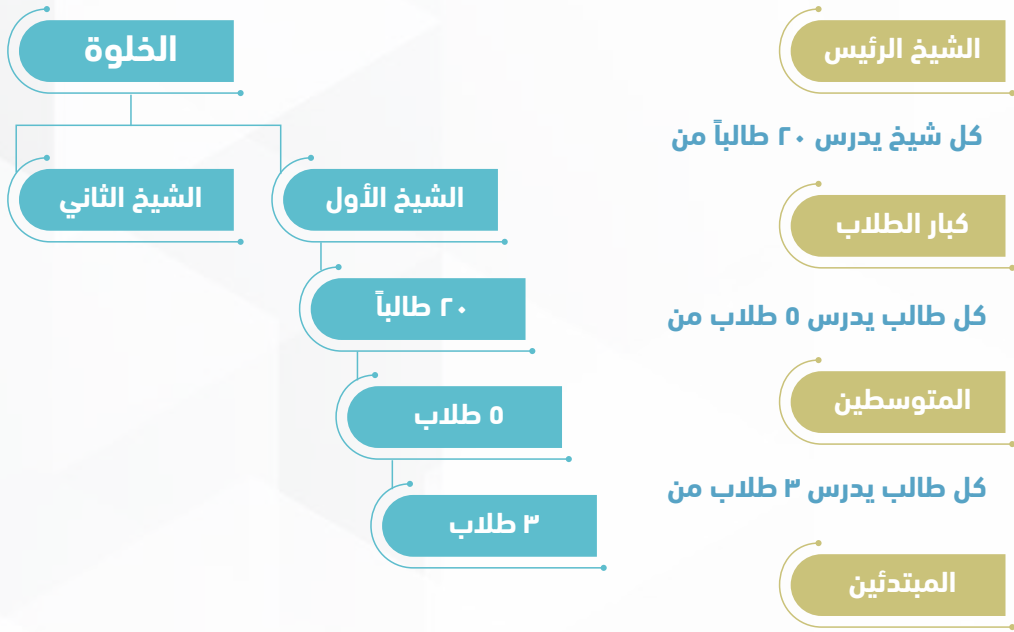 الشيخ الرئيس
كل شيخ يدرس ٢٠ طالباً من
كبار الطلاب
كل طالب يدرس ٥ طلاب من
المتوسطين
كل طالب يدرس ٣ طلاب من
المبتدئين
الخلوة
الشيخ الأول
الشيخ الثاني
٢٠ طالباً
٥ طلاب
٣ طلاب